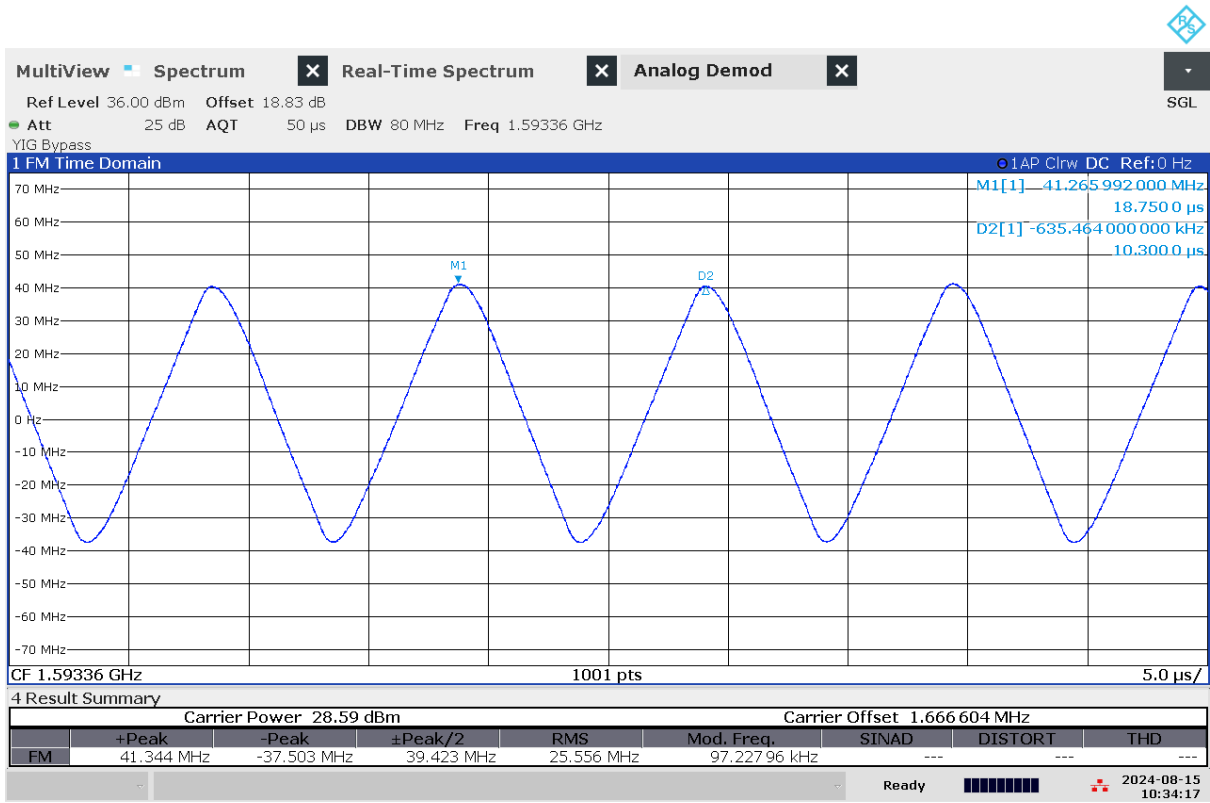 R&S
MultiView Spectrum X Real-Time Spectrum X Analog Demod X
Ref Level 36.00 dBm Offset 18.83 dB SGL
Att 25 dB AQT 50 µs DBW 80 MHz Freq 1.59336 GHz
YIG Bypass
1 FM Time Domain 1AP Clrw DC Ref:0 Hz
M1[1] 41.265 992 000 MHz
18.750 0 µs
D2[1] -635.464 000 000 kHz
10.300 0 µs
70 MHz
60 MHz
50 MHz
M1
D2
40 MHz
30 MHz
20 MHz
10 MHz
0 Hz
-10 MHz
-20 MHz
-30 MHz
-40 MHz
-50 MHz
-60 MHz
-70 MHz
CF 1.59336 GHz 1001 pts 5.0 µs/
4 Result Summary
Carrier Power 28.59 dBm Carrier Offset 1.666 604 MHz
+Peak -Peak ±Peak/2 RMS Mod. Freq. SINAD DISTORT THD
FM 41.344 MHz -37.503 MHz 39.423 MHz 25.556 MHz 97.227 96 kHz --- --- ---
Ready 2024-08-15
10:34:17